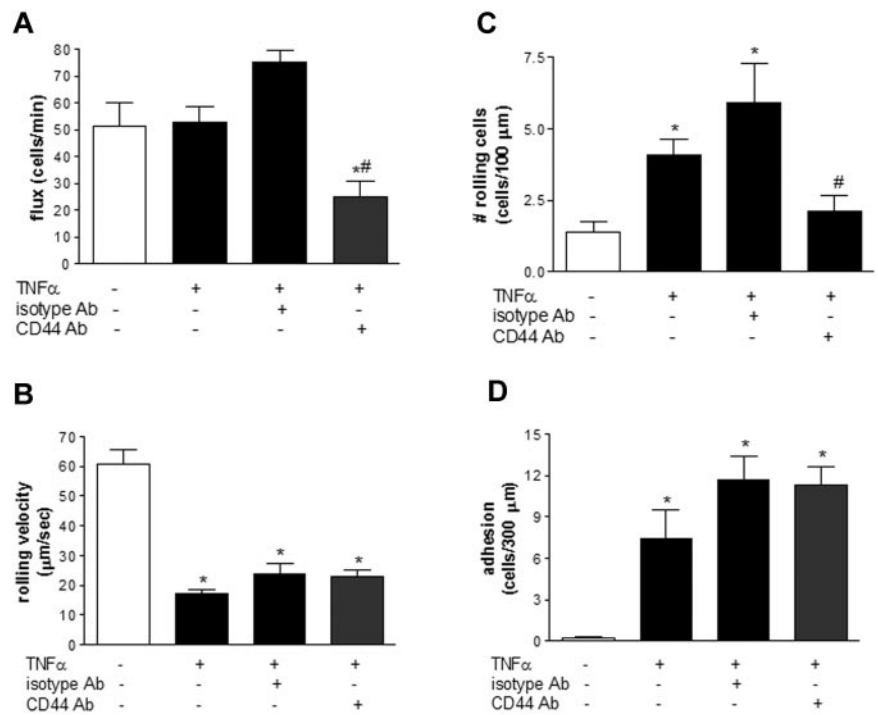 A
flux (cells/min)
80
70
60
50
40
30
20
10
0
*#
TNFα - + + +
isotype Ab - - + -
CD44 Ab - - - +
B
rolling velocity
(μm/sec)
70
60
50
40
30
20
10
0
* * *
TNFα - + + +
isotype Ab - - + -
CD44 Ab - - - +
C
# rolling cells
(cells/100 μm)
7.5
5.0
2.5
0.0
* * #
TNFα - + + +
isotype Ab - - + -
CD44 Ab - - - +
D
adhesion
(cells/300 μm)
15
12
9
6
3
0
* * *
TNFα - + + +
isotype Ab - - + -
CD44 Ab - - - +